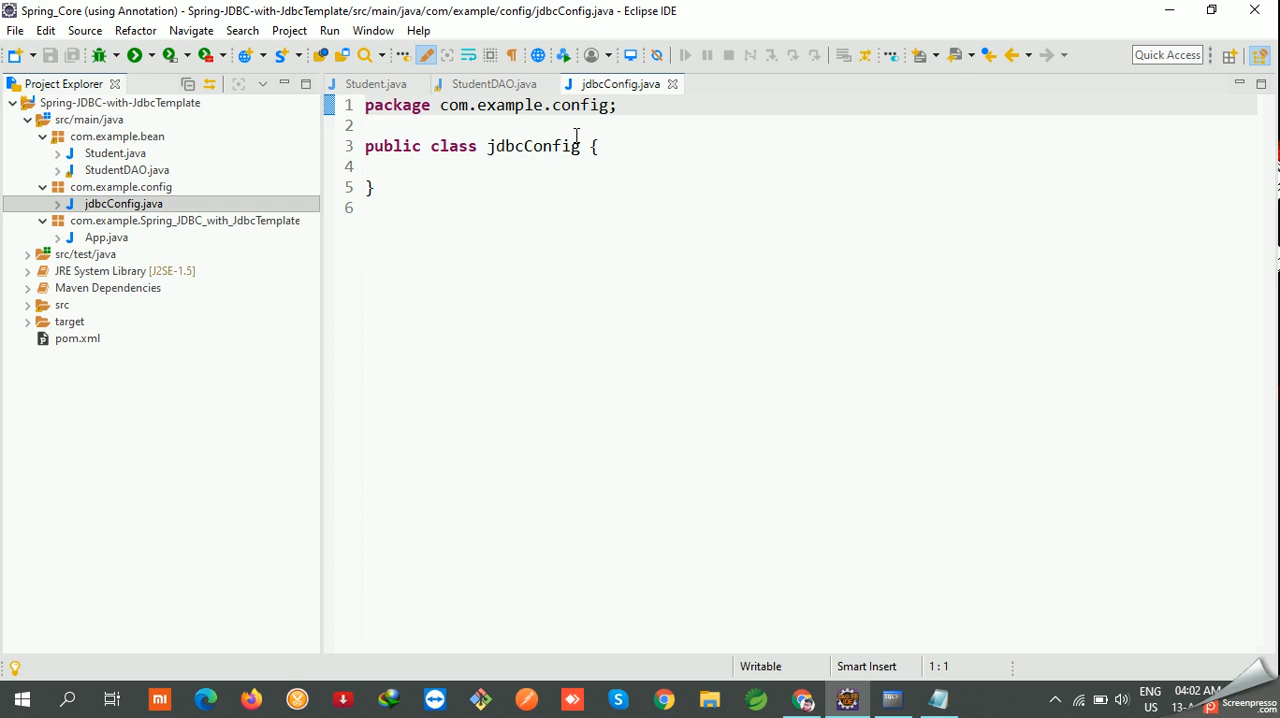 Spring_Core (using Annotation) - Spring-JDBC-with-JdbcTemplate/src/main/java/com/example/config/jdbcConfig.java - Eclipse IDE
File Edit Source Refactor Navigate Search Project Run Window Help
Quick Access
Project Explorer
Student.java StudentDAO.java jdbcConfig.java
Spring-JDBC-with-JdbcTemplate
src/main/java
com.example.bean
Student.java
StudentDAO.java
com.example.config
jdbcConfig.java
com.example.Spring_JDBC_with_JdbcTemplate
App.java
src/test/java
JRE System Library [J2SE-1.5]
Maven Dependencies
src
target
pom.xml
1 package com.example.config;
2
3 public class jdbcConfig {
4
5 }
6
Writable Smart Insert 1 : 1
ENG 04:02 AM
US
Screenpresso
.com